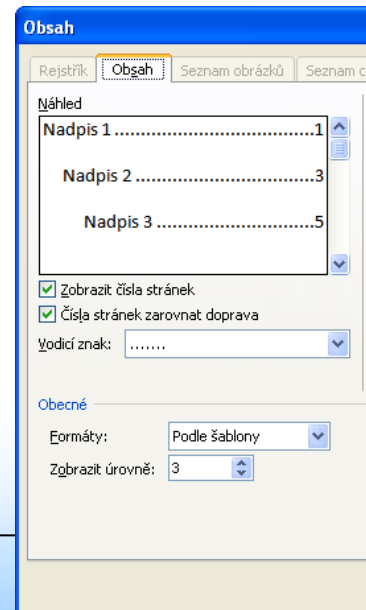 Obsah
Rejstřík Obsah Seznam obrázků Seznam
Náhled
Nadpis 1 ................................... 1
Nadpis 2 ............................... 3
Nadpis 3 ........................... 5
Zobrazit čísla stránek
Čísla stránek zarovnat doprava
Vodicí znak: .......
Obecné
Formáty: Podle šablony
Zobrazit úrovně: 3